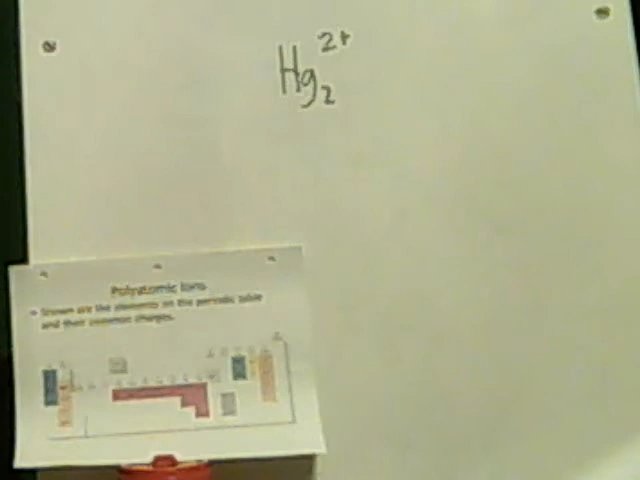 Hg₂²⁺
Polyatomic Ions
Shown are the elements on the periodic table
and their common charges.